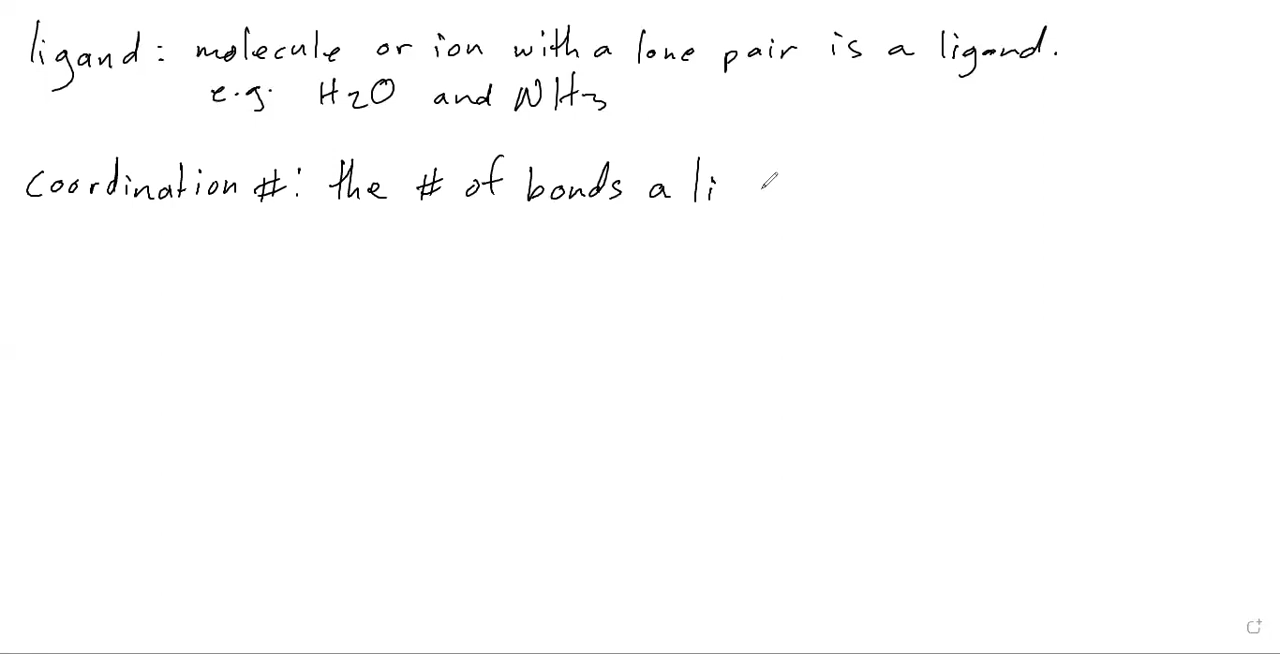 ligand: molecule or ion with a lone pair is a ligand.
e.g. H2O and NH3
Coordination #: the # of bonds a li